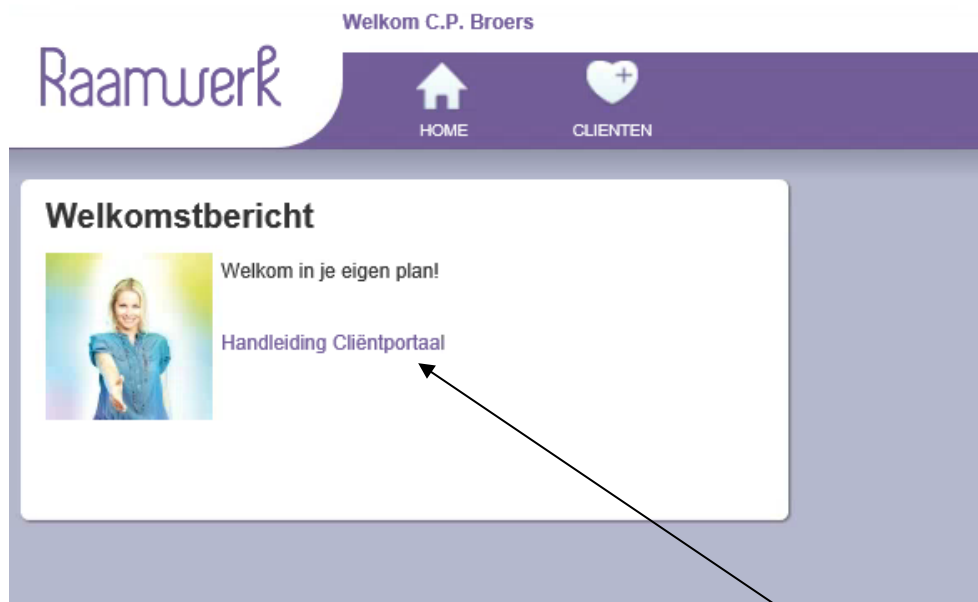 Welkom C.P. Broers
Raamwerk
HOME
CLIENTEN
Welkomstbericht
Welkom in je eigen plan!
Handleiding Cliëntportaal